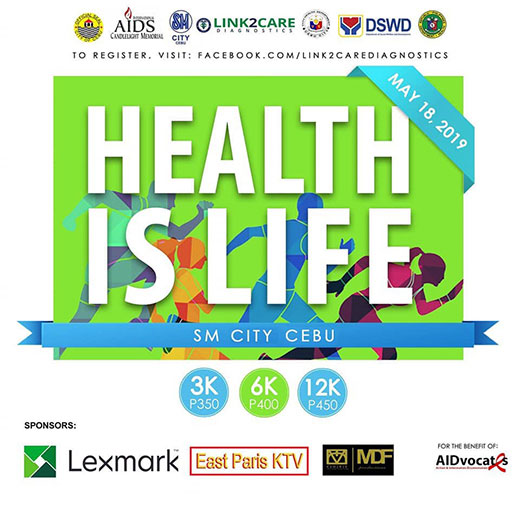 INTERNATIONAL
AIDS
CANDLELIGHT MEMORIAL
SM
CITY
CEBU
LINK2CARE
DIAGNOSTICS
DSWD
TO REGISTER, VISIT: FACEBOOK.COM/LINK2CAREDIAGNOSTICS
MAY 18, 2019
HEALTH
IS LIFE
SM CITY CEBU
3K
P350
6K
P400
12K
P450
SPONSORS:
Lexmark™
East Paris KTV
MDF
FOR THE BENEFIT OF:
AIDvocates